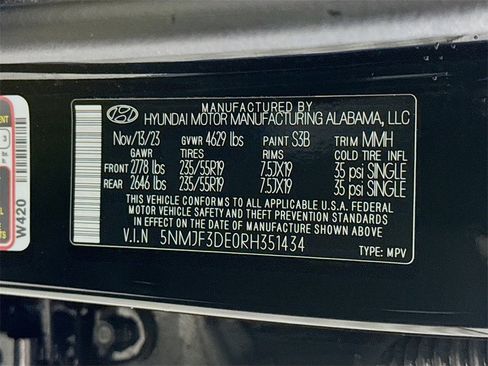 MANUFACTURED BY
HYUNDAI MOTOR MANUFACTURING ALABAMA, LLC
Nov/13/23 GVWR 4629 lbs PAINT S3B TRIM MMH
GAWR TIRES RIMS COLD TIRE INFL
FRONT 2778 lbs 235/55R19 7.5JX19 35 psi SINGLE
REAR 2646 lbs 235/55R19 7.5JX19 35 psi SINGLE
THIS VEHICLE CONFORMS TO ALL APPLICABLE U.S.A. FEDERAL
MOTOR VEHICLE SAFETY AND THEFT PREVENTION STANDARDS
IN EFFECT ON THE DATE OF MANUFACTURE SHOWN ABOVE.
V.I.N 5NMJF3DE0RH351434
TYPE: MPV
W420
3